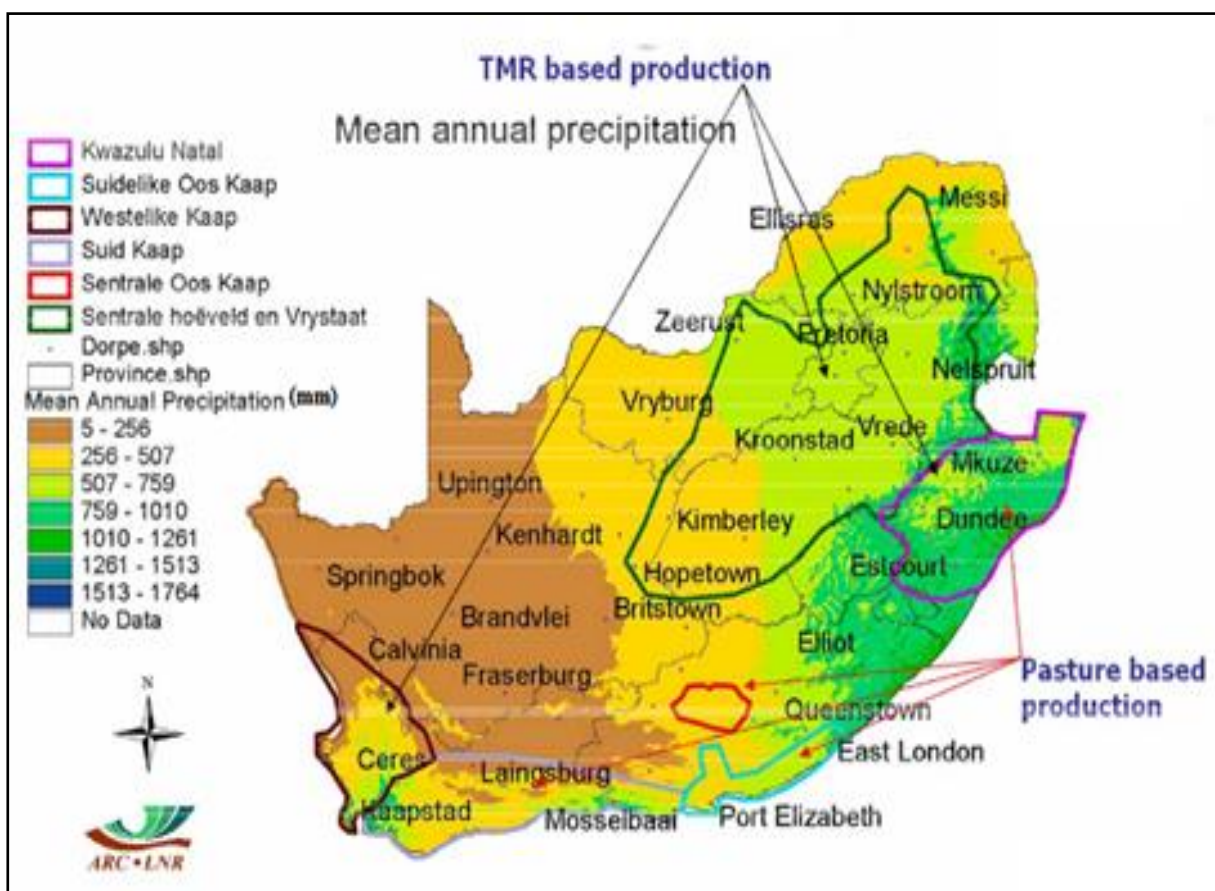 TMR based production
Mean annual precipitation
Kwazulu Natal
Suidelike Oos Kaap
Westelike Kaap
Suid Kaap
Sentrale Oos Kaap
Sentrale hoëveld en Vrystaat
Dorpe.shp
Province.shp
Mean Annual Precipitation (mm)
5 - 256
256 - 507
507 - 759
759 - 1010
1010 - 1261
1261 - 1513
1513 - 1764
No Data
N
ARC • LNR
Messi
Ellisras
Nylstroom
Zeerust
Pretoria
Nelspruit
Vryburg
Vrede
Kroonstad
Mkuze
Upington
Kimberley
Dundee
Kenhardt
Springbok
Hopetown
Estcourt
Brandvlei
Britstown
Calvinia
Elliot
Fraserburg
Pasture based
production
Queenstown
Ceres
East London
Laingsburg
Kaapstad
Mosselbaai
Port Elizabeth